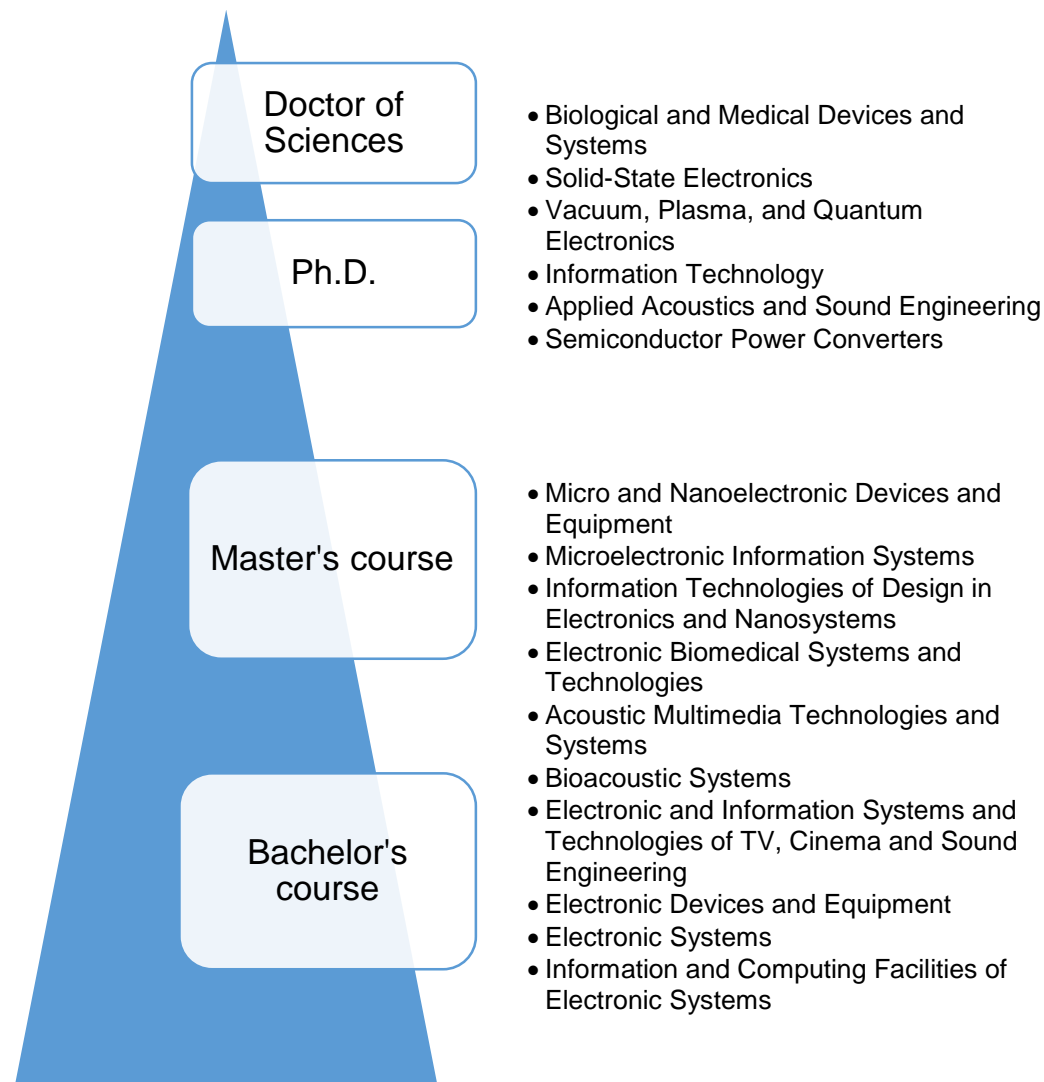 Doctor of
Sciences
• Biological and Medical Devices and
Systems
• Solid-State Electronics
• Vacuum, Plasma, and Quantum
Electronics
• Information Technology
• Applied Acoustics and Sound Engineering
• Semiconductor Power Converters
Ph.D.
Master's course
Bachelor's
course
• Micro and Nanoelectronic Devices and
Equipment
• Microelectronic Information Systems
• Information Technologies of Design in
Electronics and Nanosystems
• Electronic Biomedical Systems and
Technologies
• Acoustic Multimedia Technologies and
Systems
• Bioacoustic Systems
• Electronic and Information Systems and
Technologies of TV, Cinema and Sound
Engineering
• Electronic Devices and Equipment
• Electronic Systems
• Information and Computing Facilities of
Electronic Systems